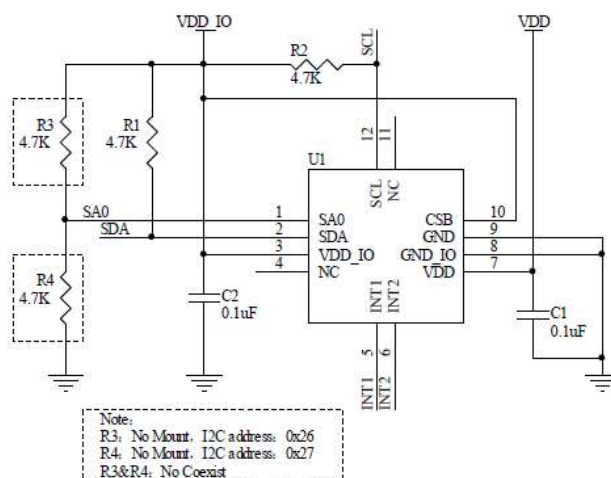 VDD_IO
VDD
SCL
R2
4.7K
R3
4.7K
R1
4.7K
12
11
U1
SCL
NC
SA0
1
SA0
CSB
10
SDA
2
SDA
GND
9
3
VDD_IO
GND_IO
8
4
NC
VDD
7
R4
4.7K
INT1
INT2
C2
0.1uF
C1
0.1uF
5
6
INT1
INT2
Note:
R3: No Mount, I2C address: 0x26
R4: No Mount, I2C address: 0x27
R3&R4: No Coexist